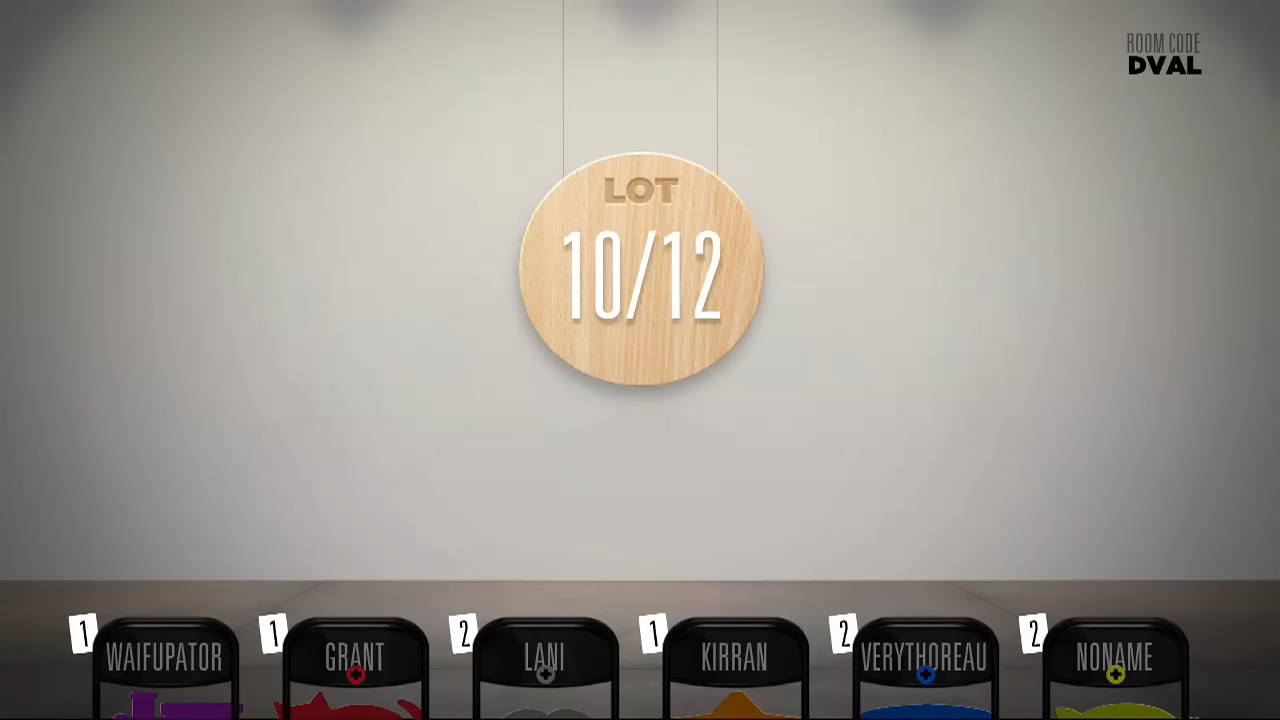 ROOM CODE
DVAL
LOT
10/12
1 WAIFUPATOR
1 GRANT
2 LANI
1 KIRRAN
2 VERYTHOREAU
2 NONAME